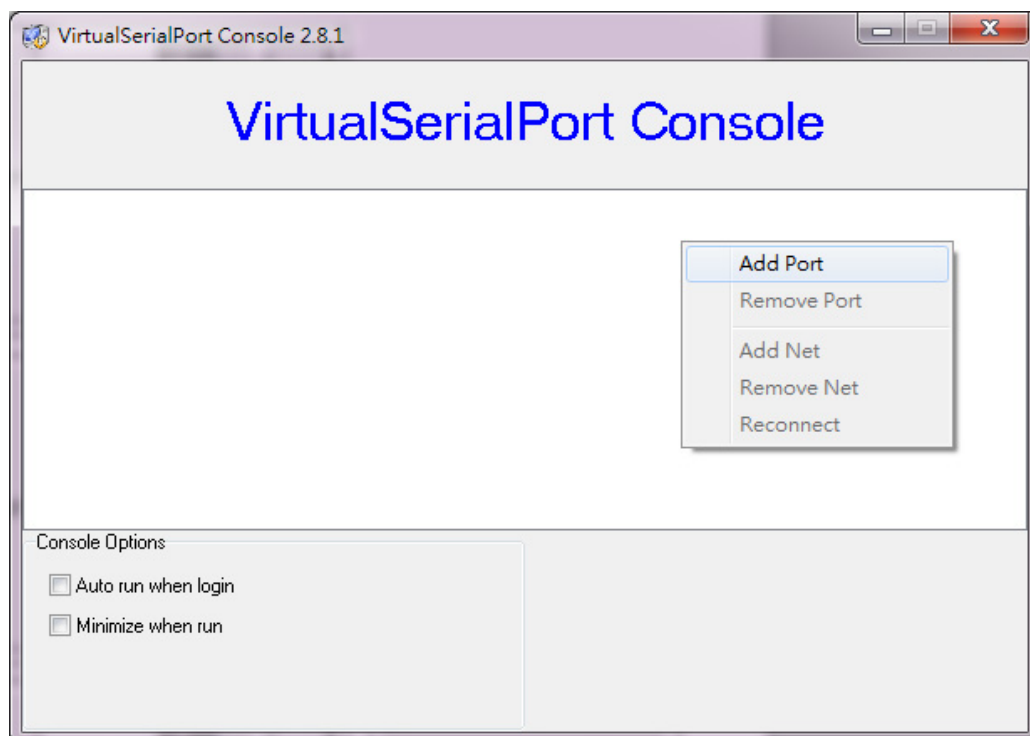 VirtualSerialPort Console 2.8.1
VirtualSerialPort Console
Add Port
Remove Port
Add Net
Remove Net
Reconnect
Console Options
Auto run when login
Minimize when run